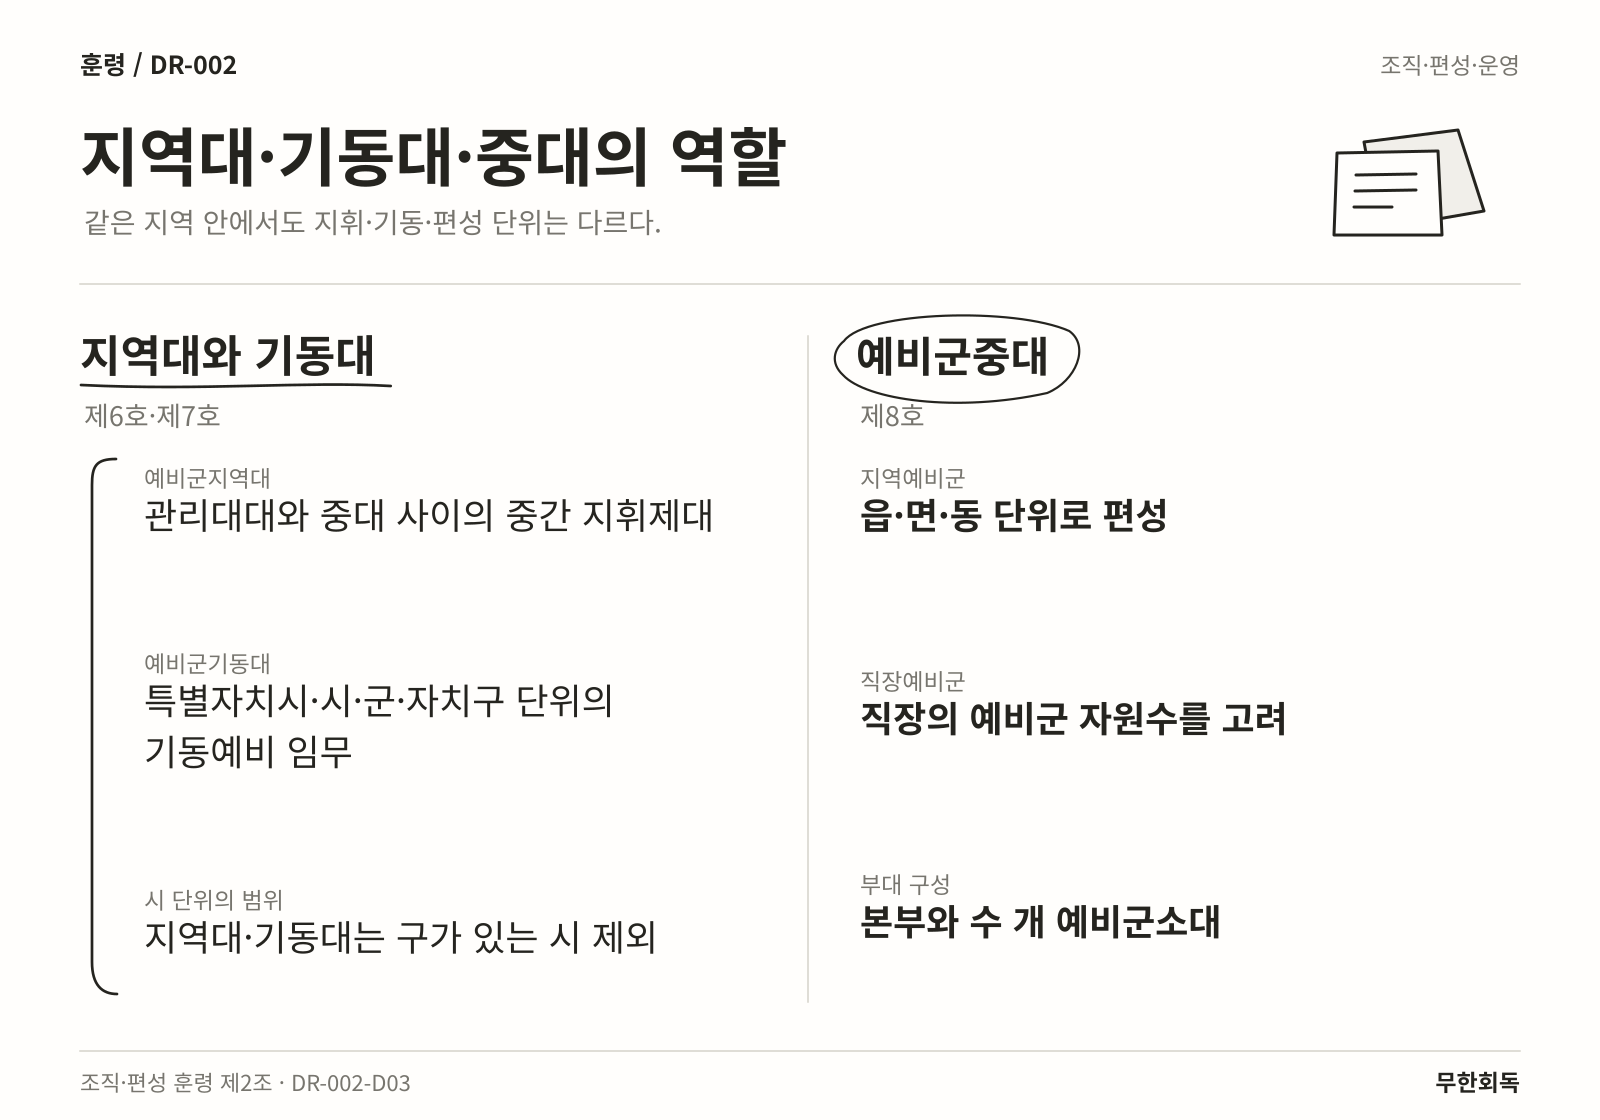 훈령 / DR-002
조직·편성·운영
지역대·기동대·중대의 역할
같은 지역 안에서도 지휘·기동·편성 단위는 다르다.
지역대와 기동대
제6호·제7호
예비군지역대
관리대대와 중대 사이의 중간 지휘제대
예비군기동대
특별자치시·시·군·자치구 단위의
기동예비 임무
시 단위의 범위
지역대·기동대는 구가 있는 시 제외
예비군중대
제8호
지역예비군
읍·면·동 단위로 편성
직장예비군
직장의 예비군 자원수를 고려
부대 구성
본부와 수 개 예비군소대
조직·편성 훈령 제2조 · DR-002-D03
무한회독